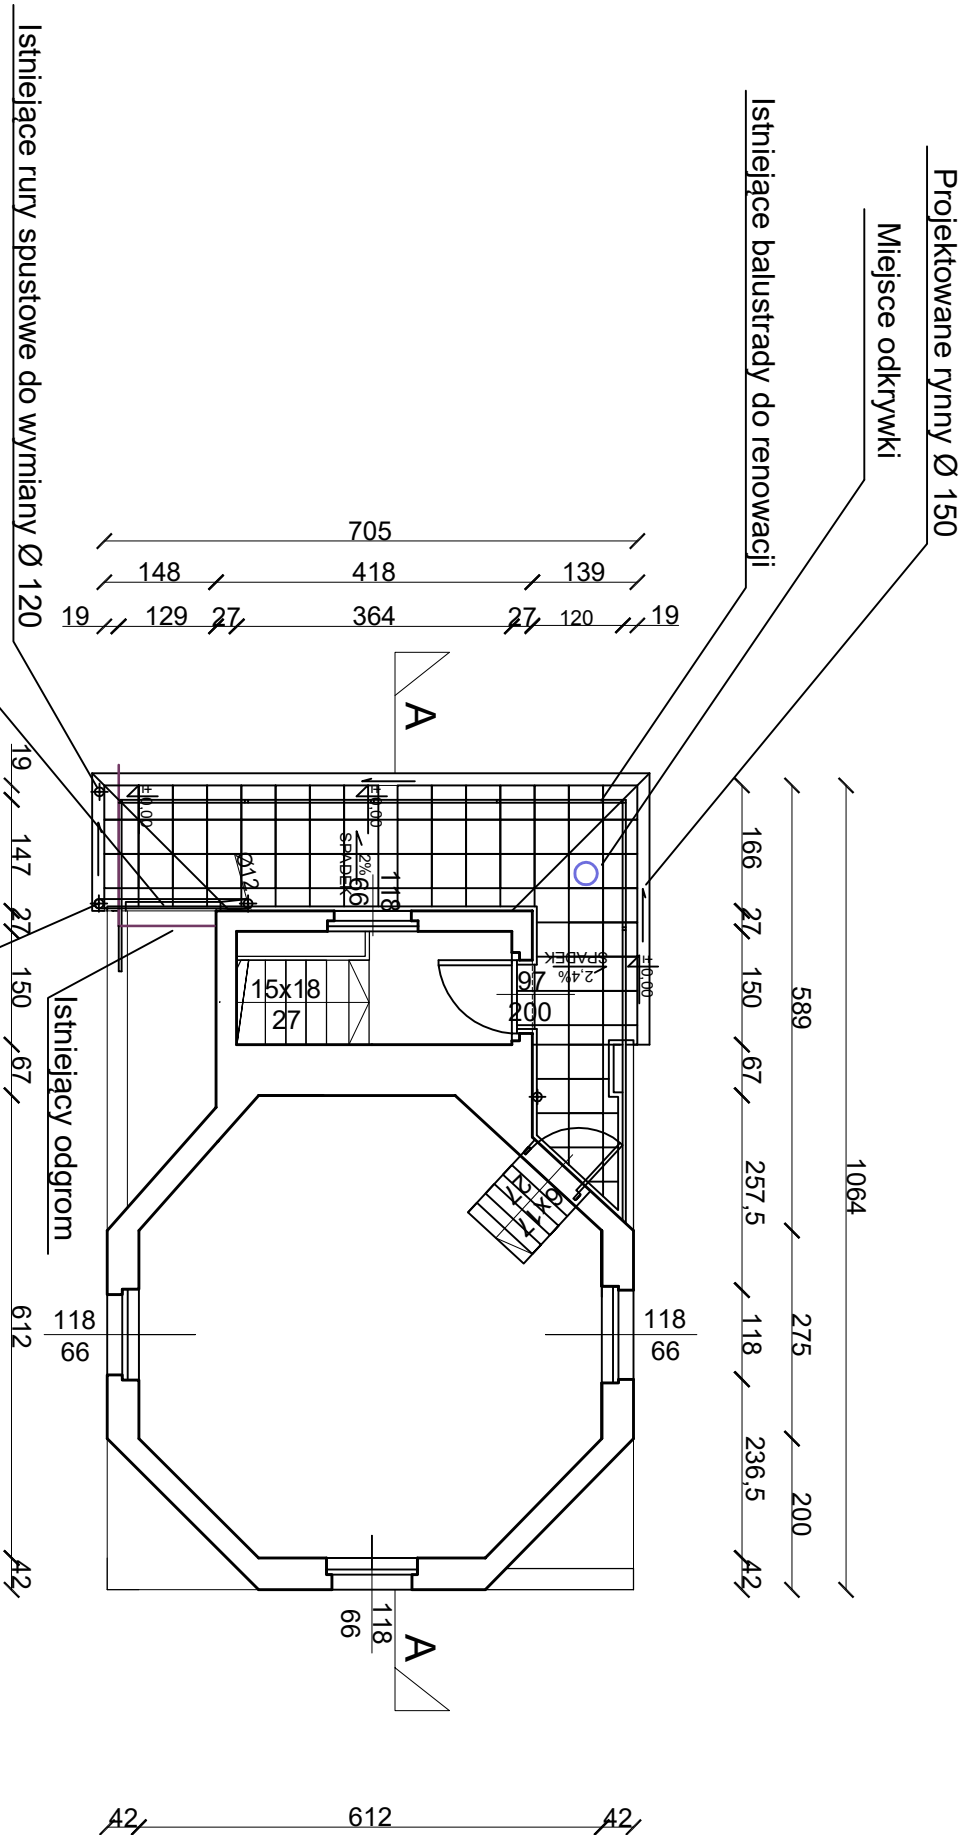 Projektowane rynny Ø 150
Miejsce odkrywki
Istniejące balustrady do renowacji
Istniejące rury spustowe do wymiany Ø 120
705
148 418 139
19 129 27 364 27 120 19
A
19 147 27 150 67 612 42
166 27 150 67 257,5 118 236,5 42
589 275 200
1064
±0,00
±0,00
±0,00
2%
SPADEK
118
66
Ø12
SPADEK
2,4%
97
200
15x18
27
6x17
27
Istniejący odgrom
118
66
118
66
118
66
A
42 612 42